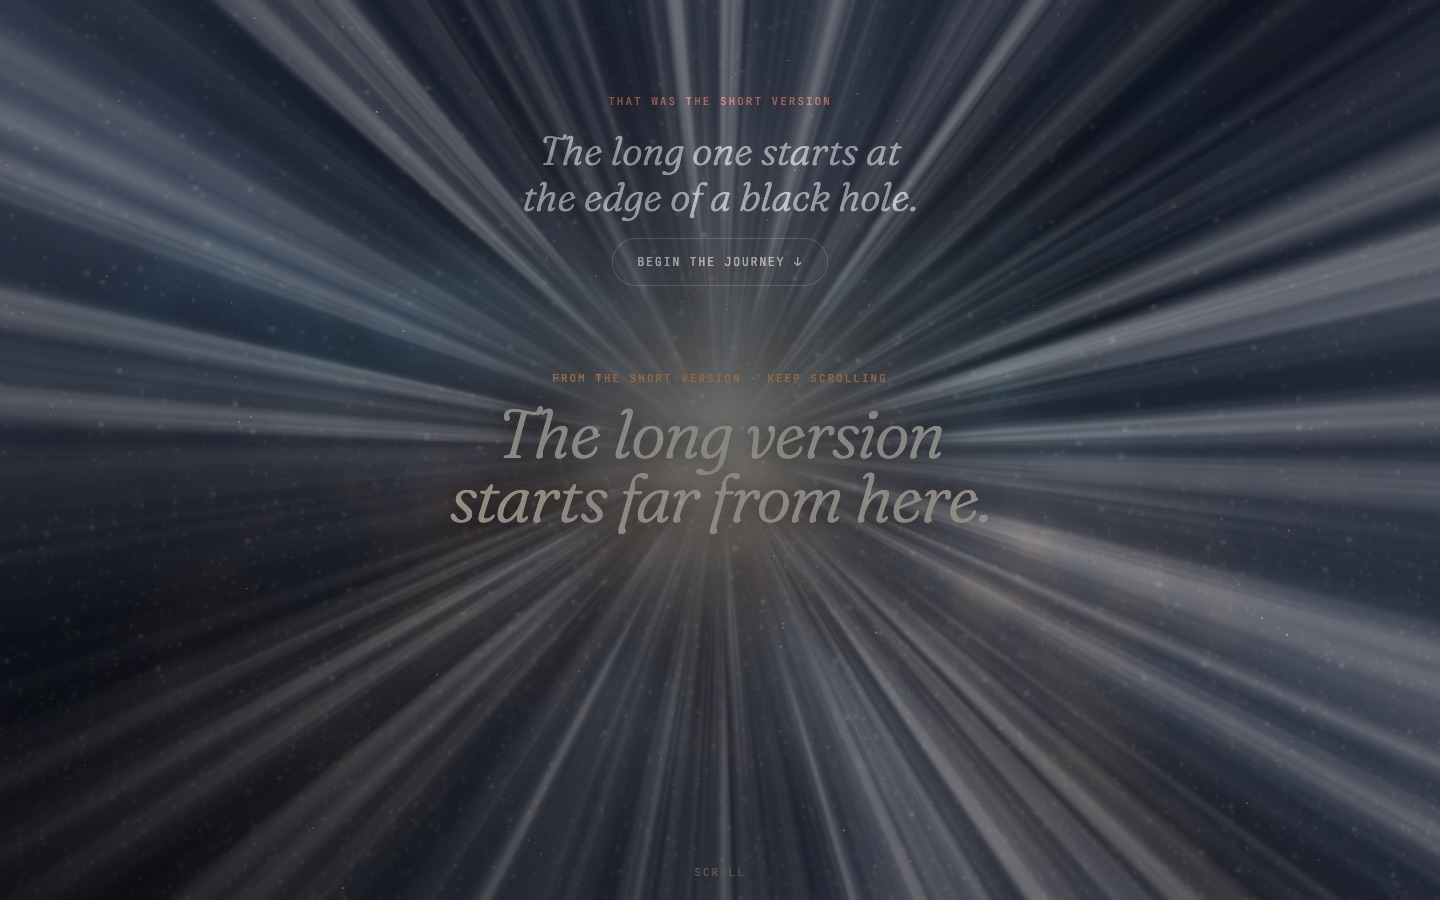 THAT WAS THE SHORT VERSION
The long one starts at
the edge of a black hole.
BEGIN THE JOURNEY ↓
FROM THE SHORT VERSION · KEEP SCROLLING
The long version
starts far from here.
SCROLL